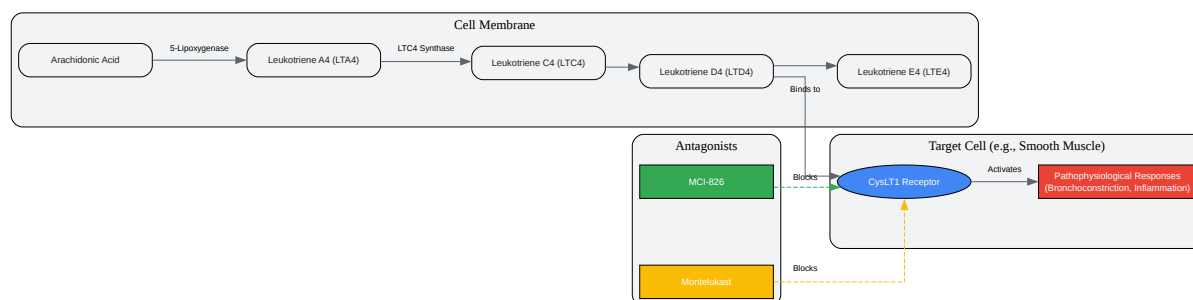 Cell Membrane
Arachidonic Acid
5-Lipoxygenase
Leukotriene A4 (LTA4)
LTC4 Synthase
Leukotriene C4 (LTC4)
Leukotriene D4 (LTD4)
Leukotriene E4 (LTE4)
Binds to
Antagonists
MCI-826
Blocks
Montelukast
Blocks
Target Cell (e.g., Smooth Muscle)
CysLT1 Receptor
Activates
Pathophysiological Responses
(Bronchoconstriction, Inflammation)